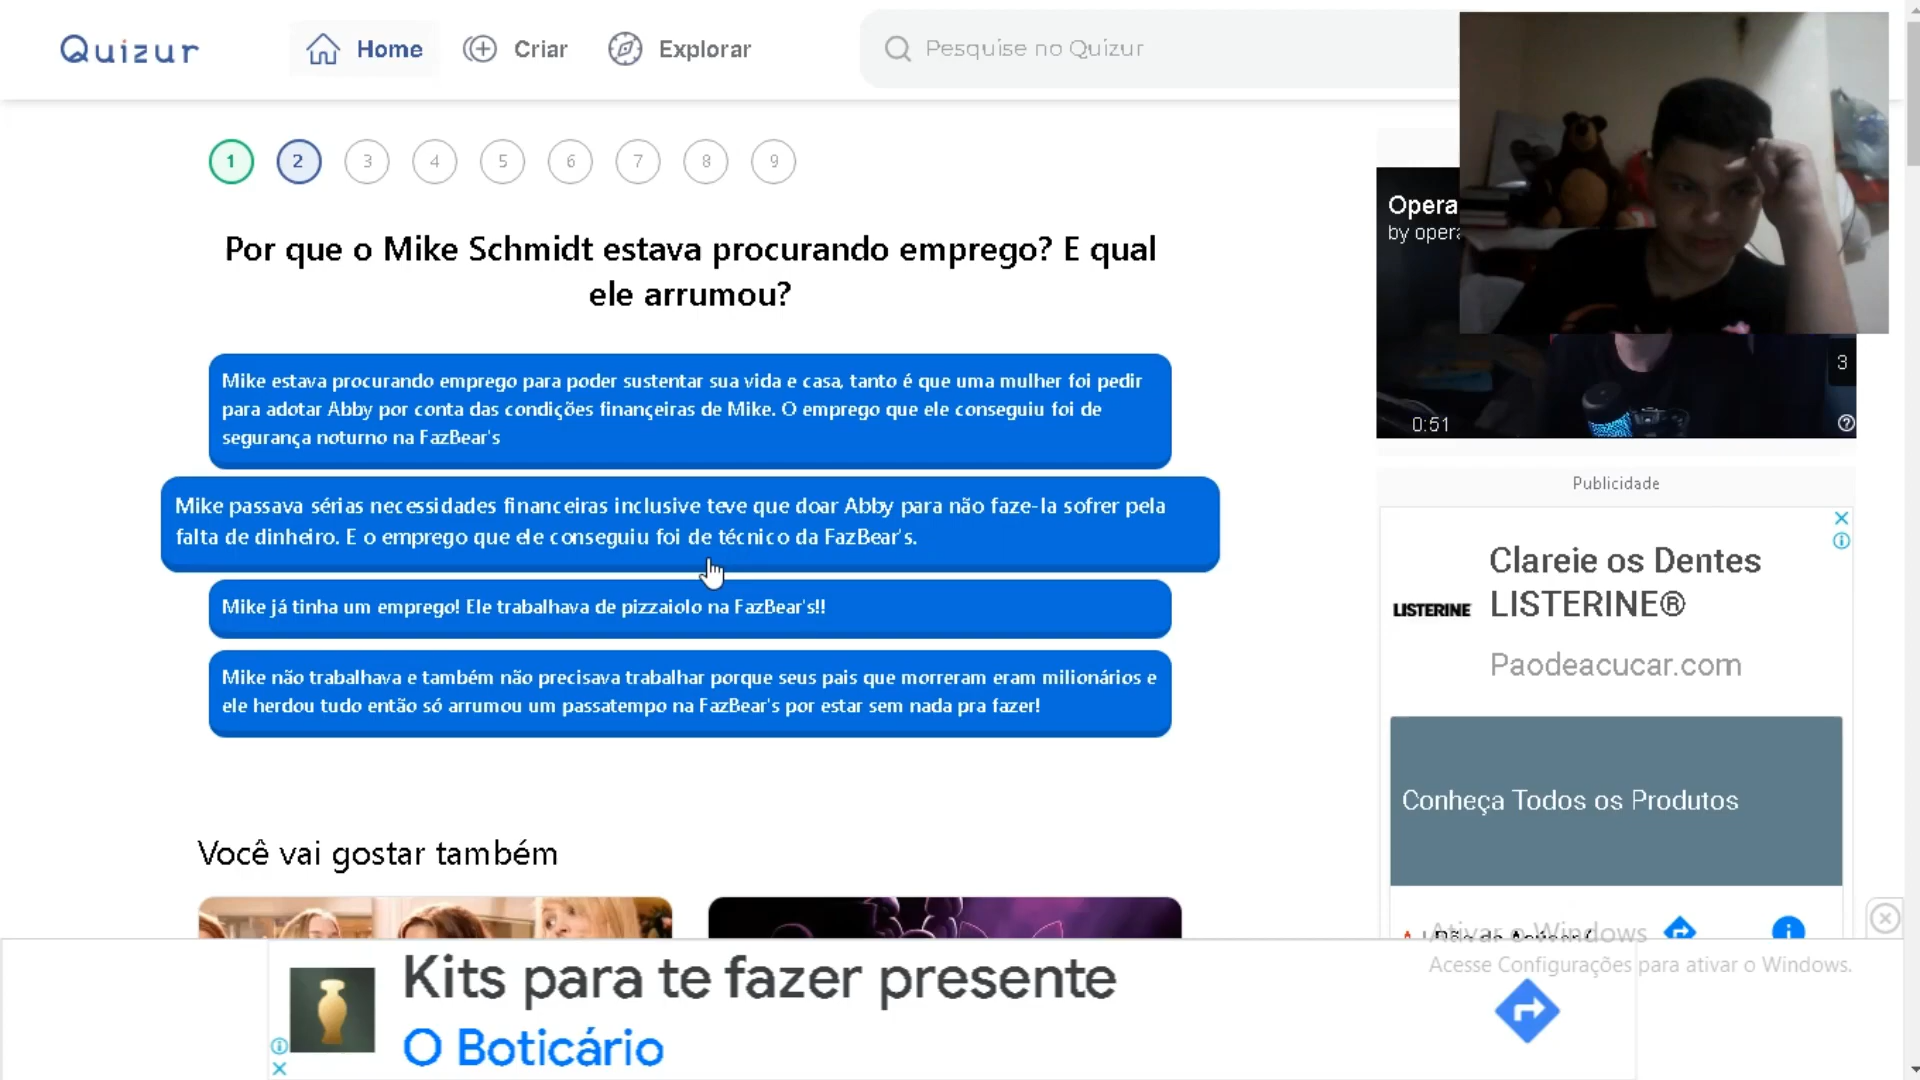 Quizur
Home
Criar
Explorar
Pesquise no Quizur
1 2 3 4 5 6 7 8 9
Por que o Mike Schmidt estava procurando emprego? E qual
ele arrumou?
Mike estava procurando emprego para poder sustentar sua vida e casa, tanto é que uma mulher foi pedir
para adotar Abby por conta das condições finançeiras de Mike. O emprego que ele conseguiu foi de
segurança noturno na FazBear's
Mike passava sérias necessidades financeiras inclusive teve que doar Abby para não faze-la sofrer pela
falta de dinheiro. E o emprego que ele conseguiu foi de técnico da FazBear's.
Mike já tinha um emprego! Ele trabalhava de pizzaiolo na FazBear's!!
Mike não trabalhava e também não precisava trabalhar porque seus pais que morreram eram milionários e
ele herdou tudo então só arrumou um passatempo na FazBear's por estar sem nada pra fazer!
Você vai gostar também
Opera
by opera
3
0:51
Publicidade
Clareie os Dentes
LISTERINE®
LISTERINE
Paodeacucar.com
Conheça Todos os Produtos
Ativar o Windows
Acesse Configurações para ativar o Windows.
Kits para te fazer presente
O Boticário